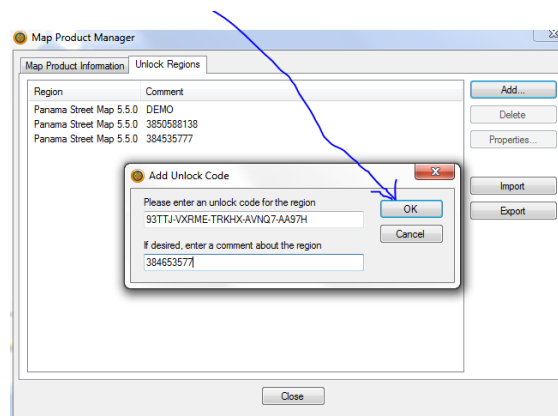 Map Product Manager
Map Product Information Unlock Regions
Region Comment
Panama Street Map 5.5.0 DEMO
Panama Street Map 5.5.0 3850588138
Panama Street Map 5.5.0 384535777
Add...
Delete
Properties...
Import
Export
Add Unlock Code
Please enter an unlock code for the region
93TTJ-VXRME-TRKHX-AVNQ7-AA97H
If desired, enter a comment about the region
384653577
OK
Cancel
Close